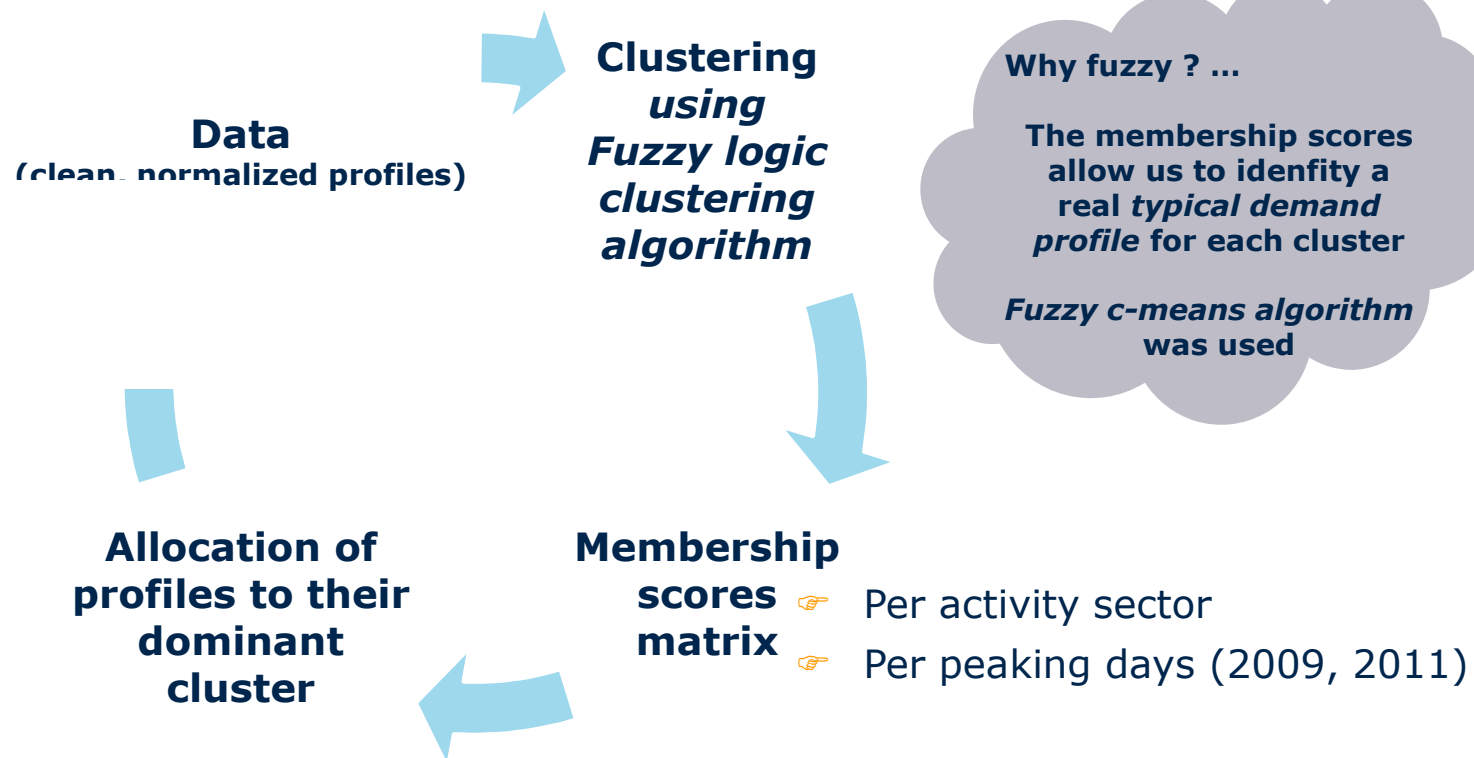 Data
(clean, normalized profiles)
Clustering
using
Fuzzy logic
clustering
algorithm
Why fuzzy ? ...
The membership scores
allow us to idenfity a
real typical demand
profile for each cluster
Fuzzy c-means algorithm
was used
Membership
scores
matrix
☞ Per activity sector
☞ Per peaking days (2009, 2011)
Allocation of
profiles to their
dominant
cluster